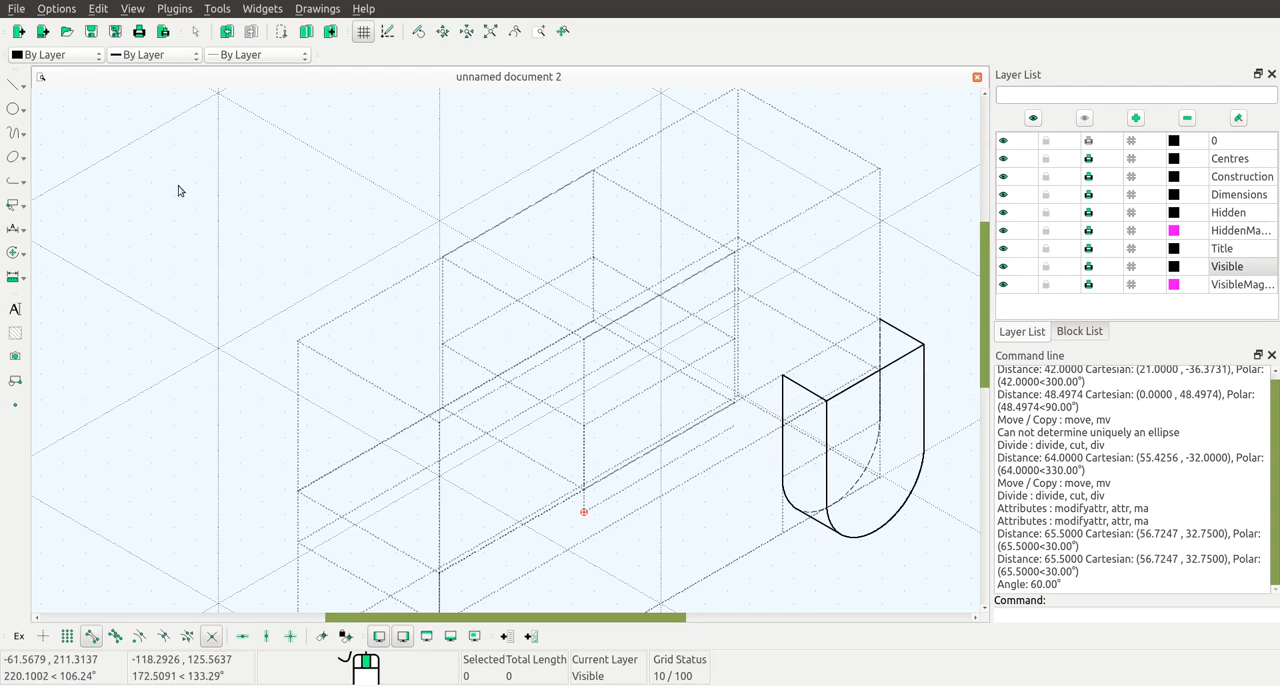 File Options Edit View Plugins Tools Widgets Drawings Help
By Layer By Layer By Layer
unnamed document 2
Layer List
0
Centres
Construction
Dimensions
Hidden
HiddenMa...
Title
Visible
VisibleMag...
Layer List Block List
Command line
Distance: 42.0000 Cartesian: (21.0000 , -36.3731), Polar:
(42.0000<300.00°)
Distance: 48.4974 Cartesian: (0.0000 , 48.4974), Polar:
(48.4974<90.00°)
Move / Copy : move, mv
Can not determine uniquely an ellipse
Divide : divide, cut, div
Distance: 64.0000 Cartesian: (55.4256 , -32.0000), Polar:
(64.0000<330.00°)
Move / Copy : move, mv
Divide : divide, cut, div
Attributes : modifyattr, attr, ma
Attributes : modifyattr, attr, ma
Distance: 65.5000 Cartesian: (56.7247 , 32.7500), Polar:
(65.5000<30.00°)
Distance: 65.5000 Cartesian: (56.7247 , 32.7500), Polar:
(65.5000<30.00°)
Angle: 60.00°
Command:
A
Ex
-61.5679 , 211.3137
220.1002 < 106.24°
-118.2926 , 125.5637
172.5091 < 133.29°
Selected Total Length
0 0
Current Layer
Visible
Grid Status
10 / 100